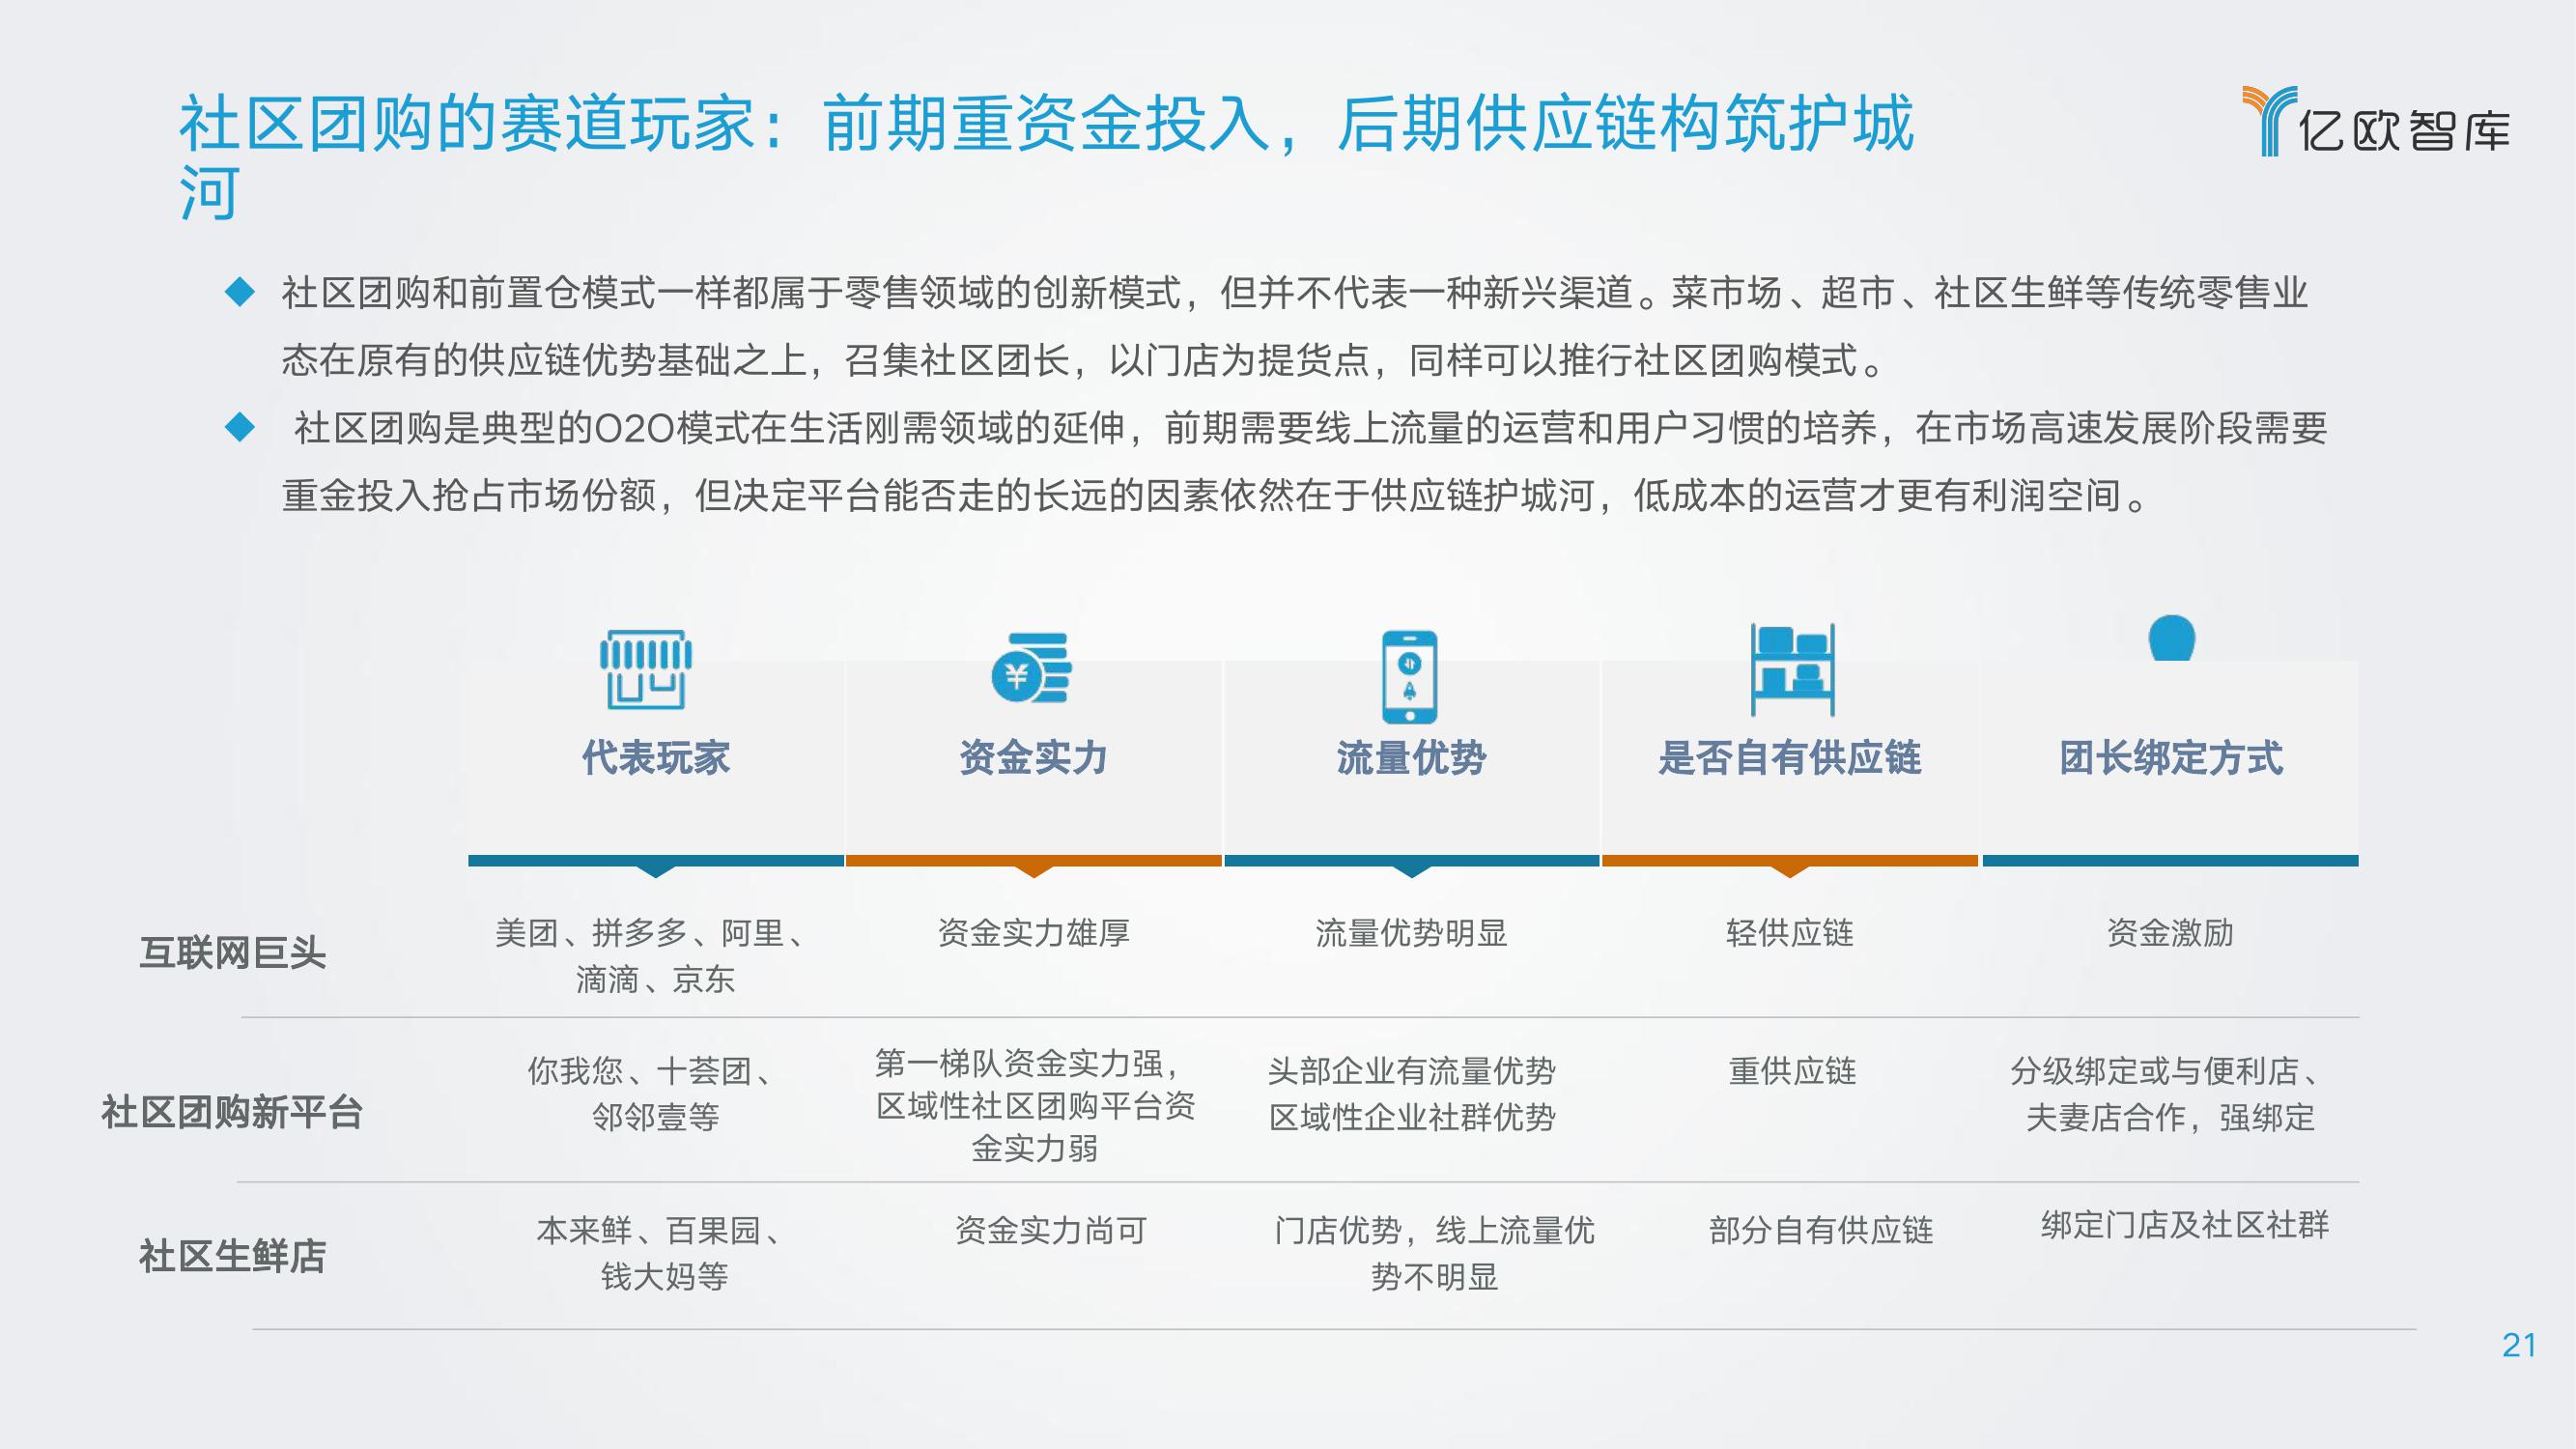 社区团购的赛道玩家：前期重资金投入，后期供应链构筑护城
河
亿欧智库
社区团购和前置仓模式一样都属于零售领域的创新模式，但并不代表一种新兴渠道。菜市场、超市、社区生鲜等传统零售业
态在原有的供应链优势基础之上，召集社区团长，以门店为提货点，同样可以推行社区团购模式。
社区团购是典型的O2O模式在生活刚需领域的延伸，前期需要线上流量的运营和用户习惯的培养，在市场高速发展阶段需要
重金投入抢占市场份额，但决定平台能否走的长远的因素依然在于供应链护城河，低成本的运营才更有利润空间。
代表玩家
资金实力
流量优势
是否自有供应链
团长绑定方式
互联网巨头
美团、拼多多、阿里、
滴滴、京东
资金实力雄厚
流量优势明显
轻供应链
资金激励
社区团购新平台
你我您、十荟团、
邻邻壹等
第一梯队资金实力强，
区域性社区团购平台资
金实力弱
头部企业有流量优势
区域性企业社群优势
重供应链
分级绑定或与便利店、
夫妻店合作，强绑定
社区生鲜店
本来鲜、百果园、
钱大妈等
资金实力尚可
门店优势，线上流量优
势不明显
部分自有供应链
绑定门店及社区社群
21